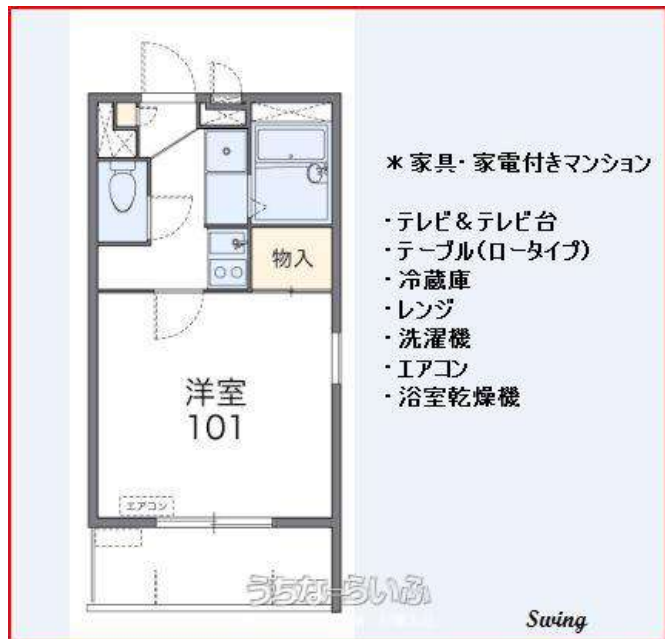 ＊家具・家電付きマンション
・テレビ&テレビ台
・テーブル(ロータイプ)
・冷蔵庫
・レンジ
・洗濯機
・エアコン
・浴室乾燥機
物入
洋室
101
エアコン
うちなーらいふ
Swing